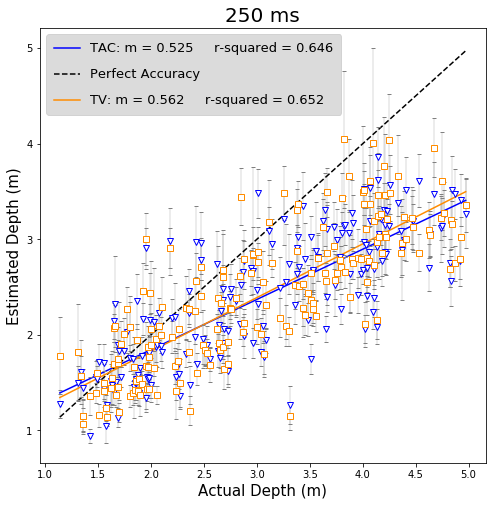 250 ms
TAC: m = 0.525 r-squared = 0.646
Perfect Accuracy
TV: m = 0.562 r-squared = 0.652
Estimated Depth (m)
5
4
3
2
1
1.0 1.5 2.0 2.5 3.0 3.5 4.0 4.5 5.0
Actual Depth (m)